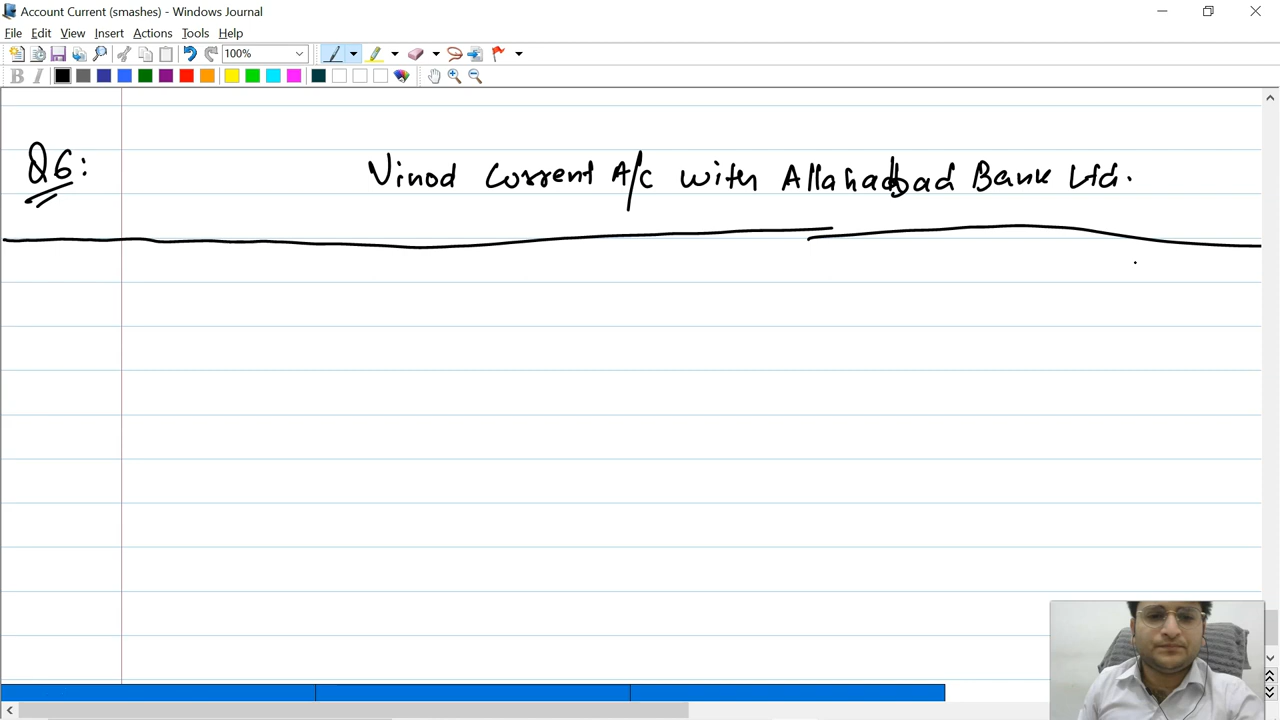 Account Current (smashes) - Windows Journal
File Edit View Insert Actions Tools Help
100%
B I
Q6: Vinod Current A/c with Allahadbad Bank Ltd.